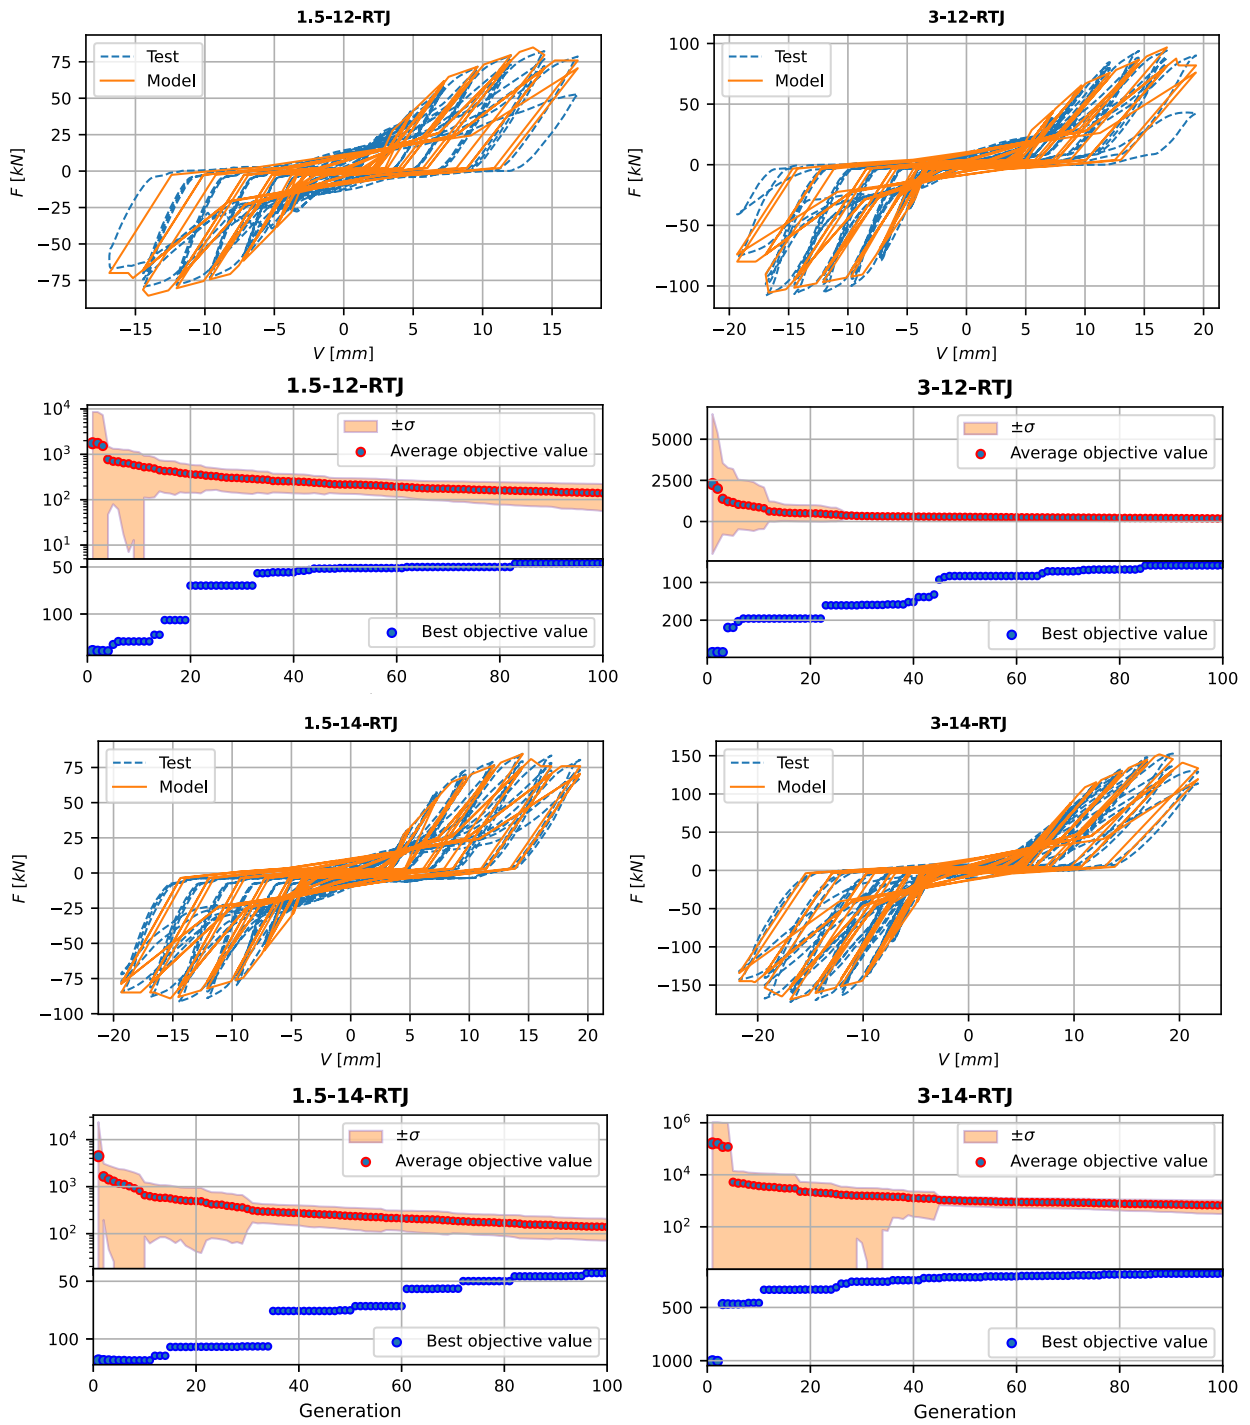 1.5-12-RTJ
Test
Model
75
50
25
0
−25
−50
−75
F [kN]
−15 −10 −5 0 5 10 15
V [mm]
3-12-RTJ
Test
Model
100
50
0
−50
−100
F [kN]
−20 −15 −10 −5 0 5 10 15 20
V [mm]
1.5-12-RTJ
±σ
Average objective value
10^4
10^3
10^2
10^1
50
100
Best objective value
0 20 40 60 80 100
3-12-RTJ
±σ
Average objective value
5000
2500
0
100
200
Best objective value
0 20 40 60 80 100
1.5-14-RTJ
Test
Model
75
50
25
0
−25
−50
−75
−100
F [kN]
−20 −15 −10 −5 0 5 10 15 20
V [mm]
3-14-RTJ
Test
Model
150
100
50
0
−50
−100
−150
F [kN]
−20 −10 0 10 20
V [mm]
1.5-14-RTJ
±σ
Average objective value
10^4
10^3
10^2
50
100
Best objective value
0 20 40 60 80 100
Generation
3-14-RTJ
±σ
Average objective value
10^6
10^4
10^2
500
1000
Best objective value
0 20 40 60 80 100
Generation